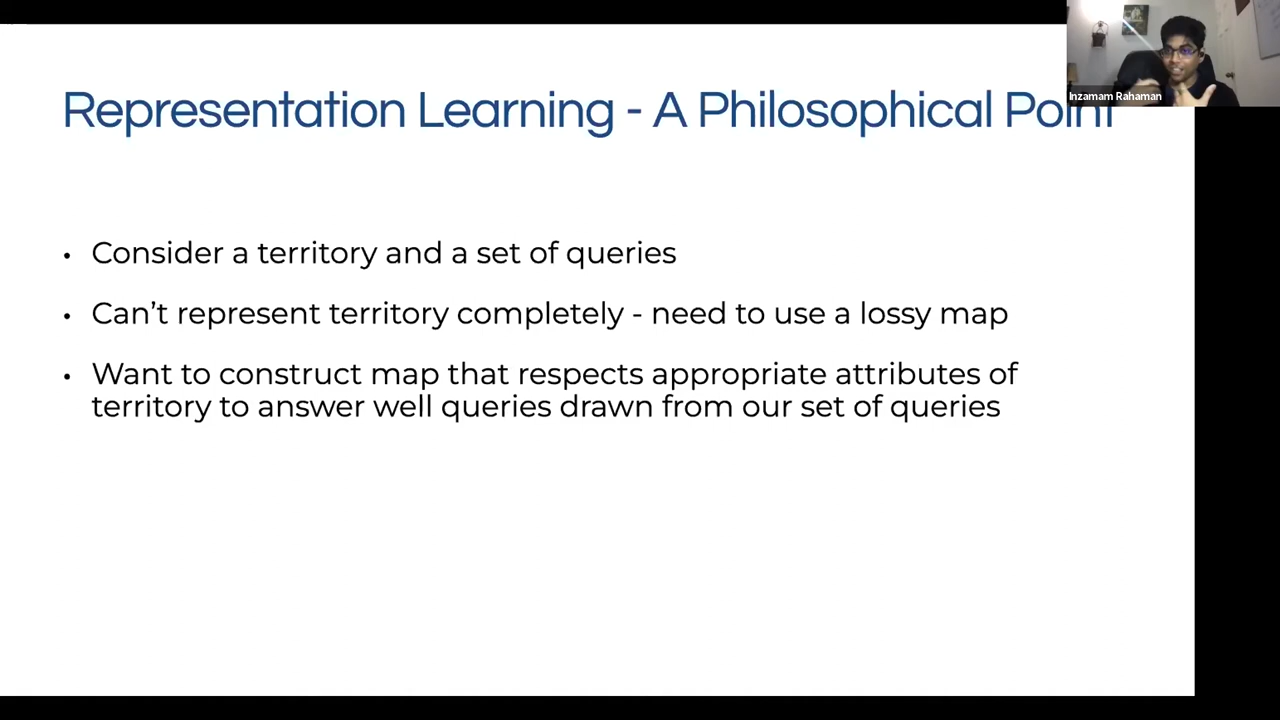 Representation Learning - A Philosophical Point
Inzamam Rahaman
• Consider a territory and a set of queries
• Can't represent territory completely - need to use a lossy map
• Want to construct map that respects appropriate attributes of
territory to answer well queries drawn from our set of queries